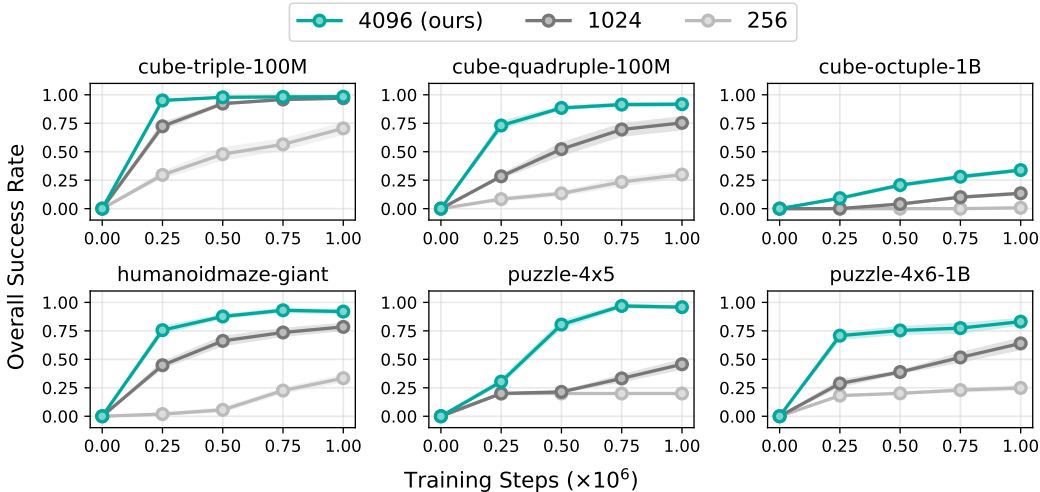 4096 (ours) 1024 256
cube-triple-100M
cube-quadruple-100M
cube-octuple-1B
1.00
0.75
0.50
0.25
0.00
0.00 0.25 0.50 0.75 1.00
1.00
0.75
0.50
0.25
0.00
0.00 0.25 0.50 0.75 1.00
1.00
0.75
0.50
0.25
0.00
0.00 0.25 0.50 0.75 1.00
Overall Success Rate
humanoidmaze-giant
puzzle-4x5
puzzle-4x6-1B
1.00
0.75
0.50
0.25
0.00
0.00 0.25 0.50 0.75 1.00
1.00
0.75
0.50
0.25
0.00
0.00 0.25 0.50 0.75 1.00
1.00
0.75
0.50
0.25
0.00
0.00 0.25 0.50 0.75 1.00
Training Steps (×10⁶)